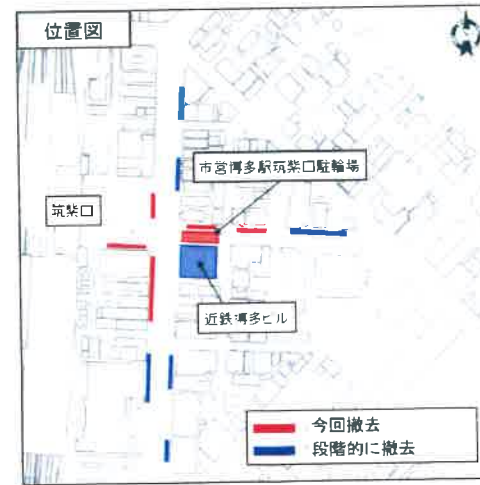 位置図
市営博多駅筑紫口駐輪場
筑紫口
近鉄博多ビル
今回撤去
段階的に撤去